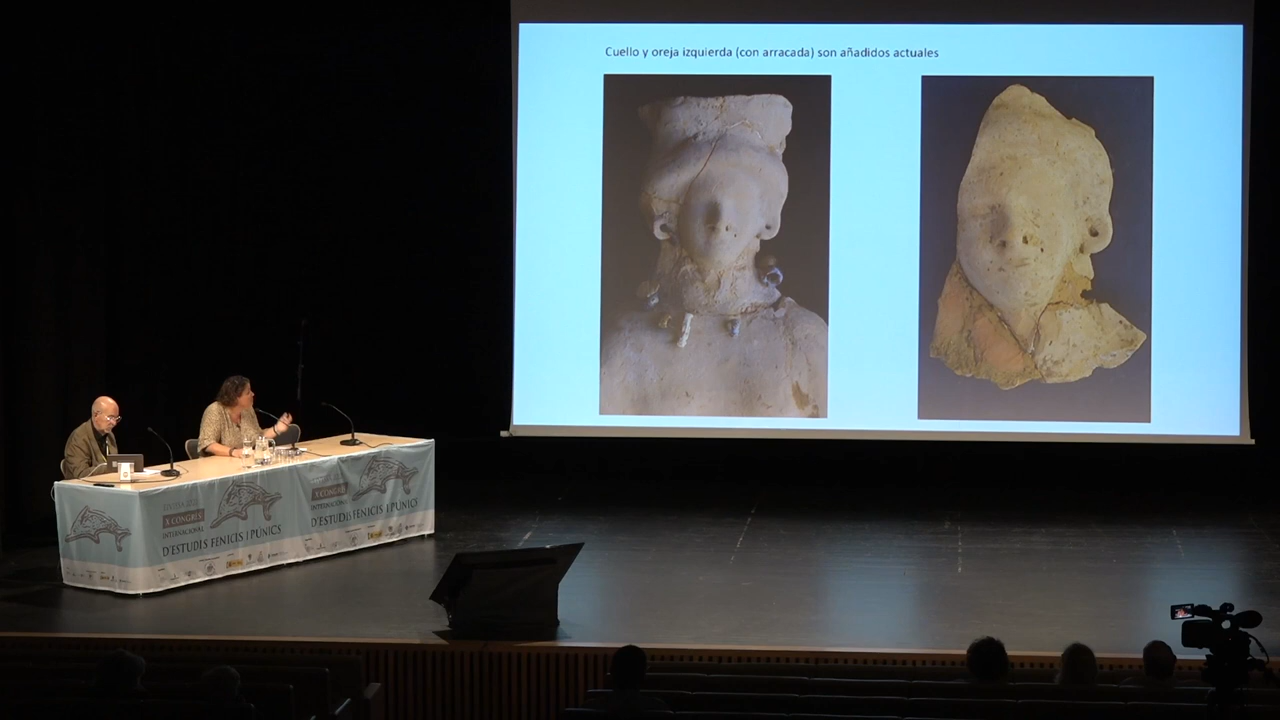 Cuello y oreja izquierda (con arracada) son añadidos actuales
X CONGRÉS
INTERNACIONAL
D'ESTUDIS FENICIS I PÚNICS
X CONGRÉS
INTERNACIONAL
D'ESTUDIS FENICIS I PÚNICS